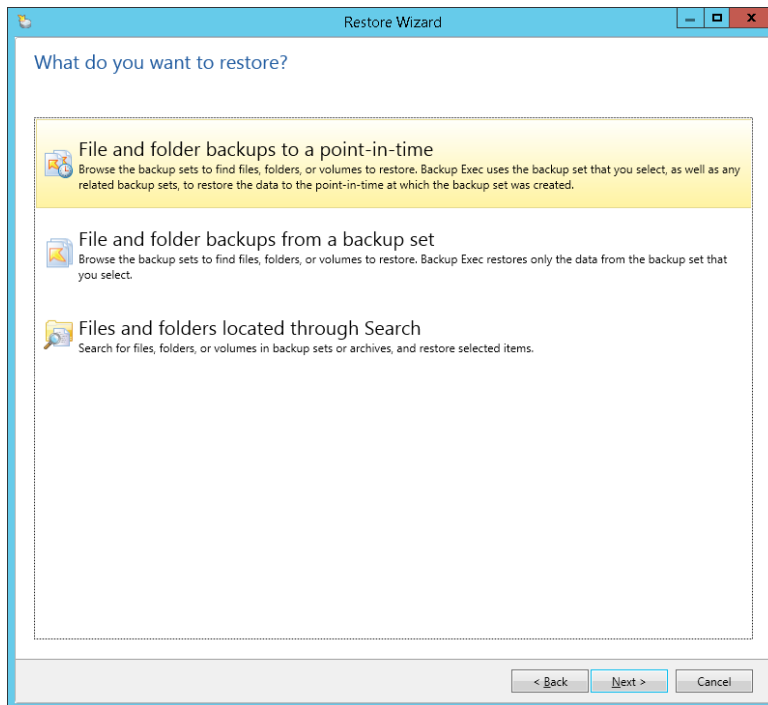 Restore Wizard
What do you want to restore?
File and folder backups to a point-in-time
Browse the backup sets to find files, folders, or volumes to restore. Backup Exec uses the backup set that you select, as well as any
related backup sets, to restore the data to the point-in-time at which the backup set was created.
File and folder backups from a backup set
Browse the backup sets to find files, folders, or volumes to restore. Backup Exec restores only the data from the backup set that
you select.
Files and folders located through Search
Search for files, folders, or volumes in backup sets or archives, and restore selected items.
< Back Next > Cancel